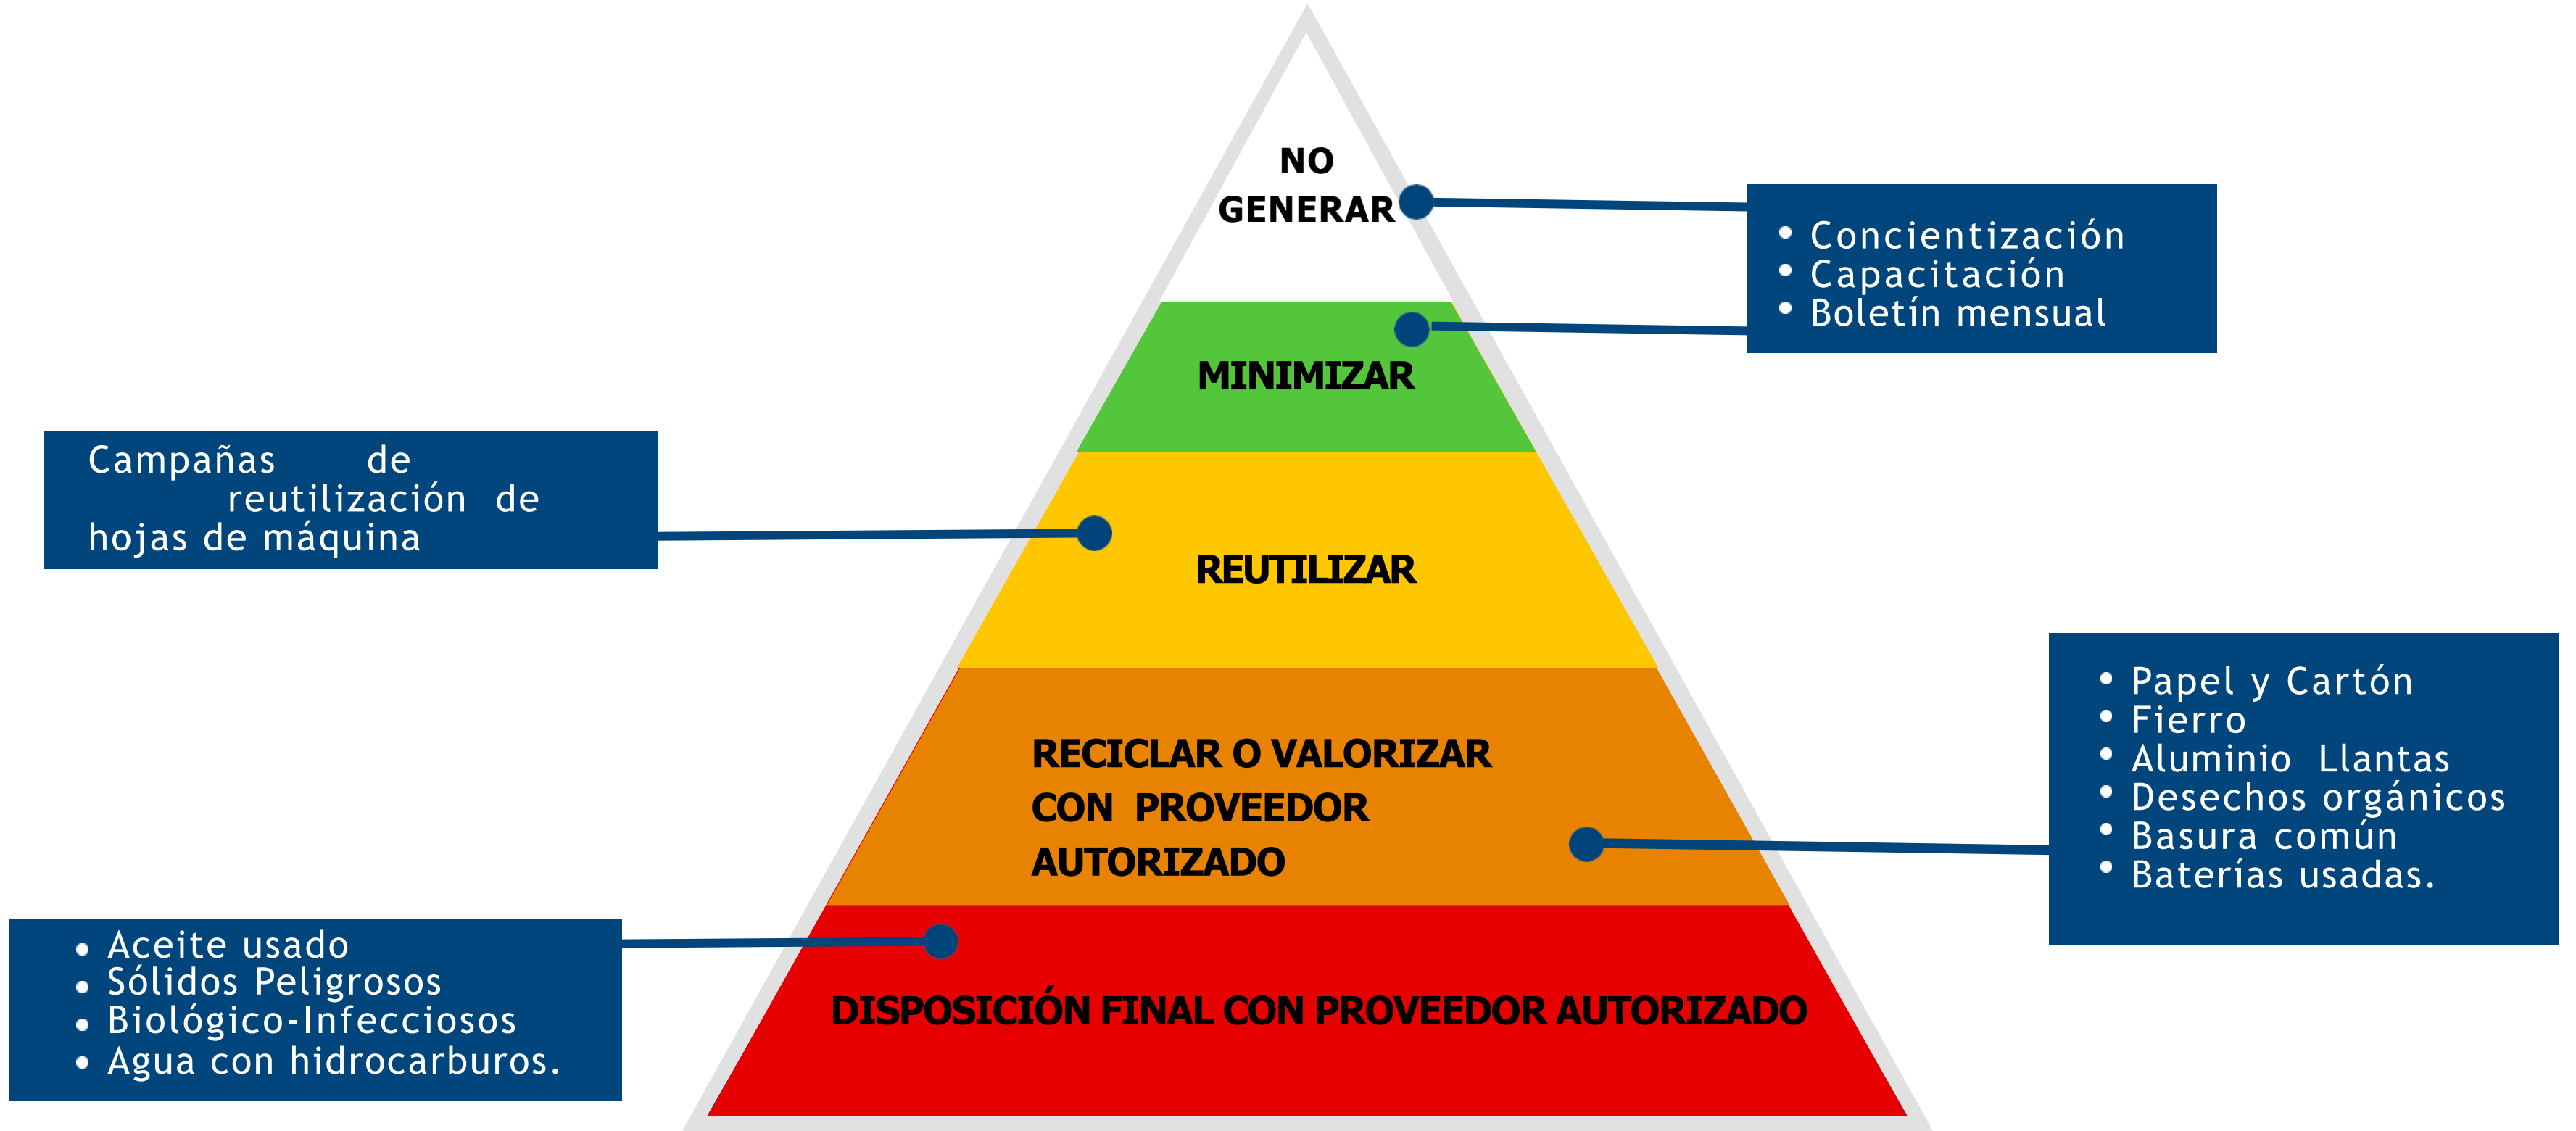 NO
GENERAR
• Concientización
• Capacitación
• Boletín mensual
MINIMIZAR
Campañas de
reutilización de
hojas de máquina
REUTILIZAR
• Papel y Cartón
• Fierro
• Aluminio Llantas
• Desechos orgánicos
• Basura común
• Baterías usadas.
RECICLAR O VALORIZAR
CON PROVEEDOR
AUTORIZADO
• Aceite usado
• Sólidos Peligrosos
• Biológico-Infecciosos
• Agua con hidrocarburos.
DISPOSICIÓN FINAL CON PROVEEDOR AUTORIZADO